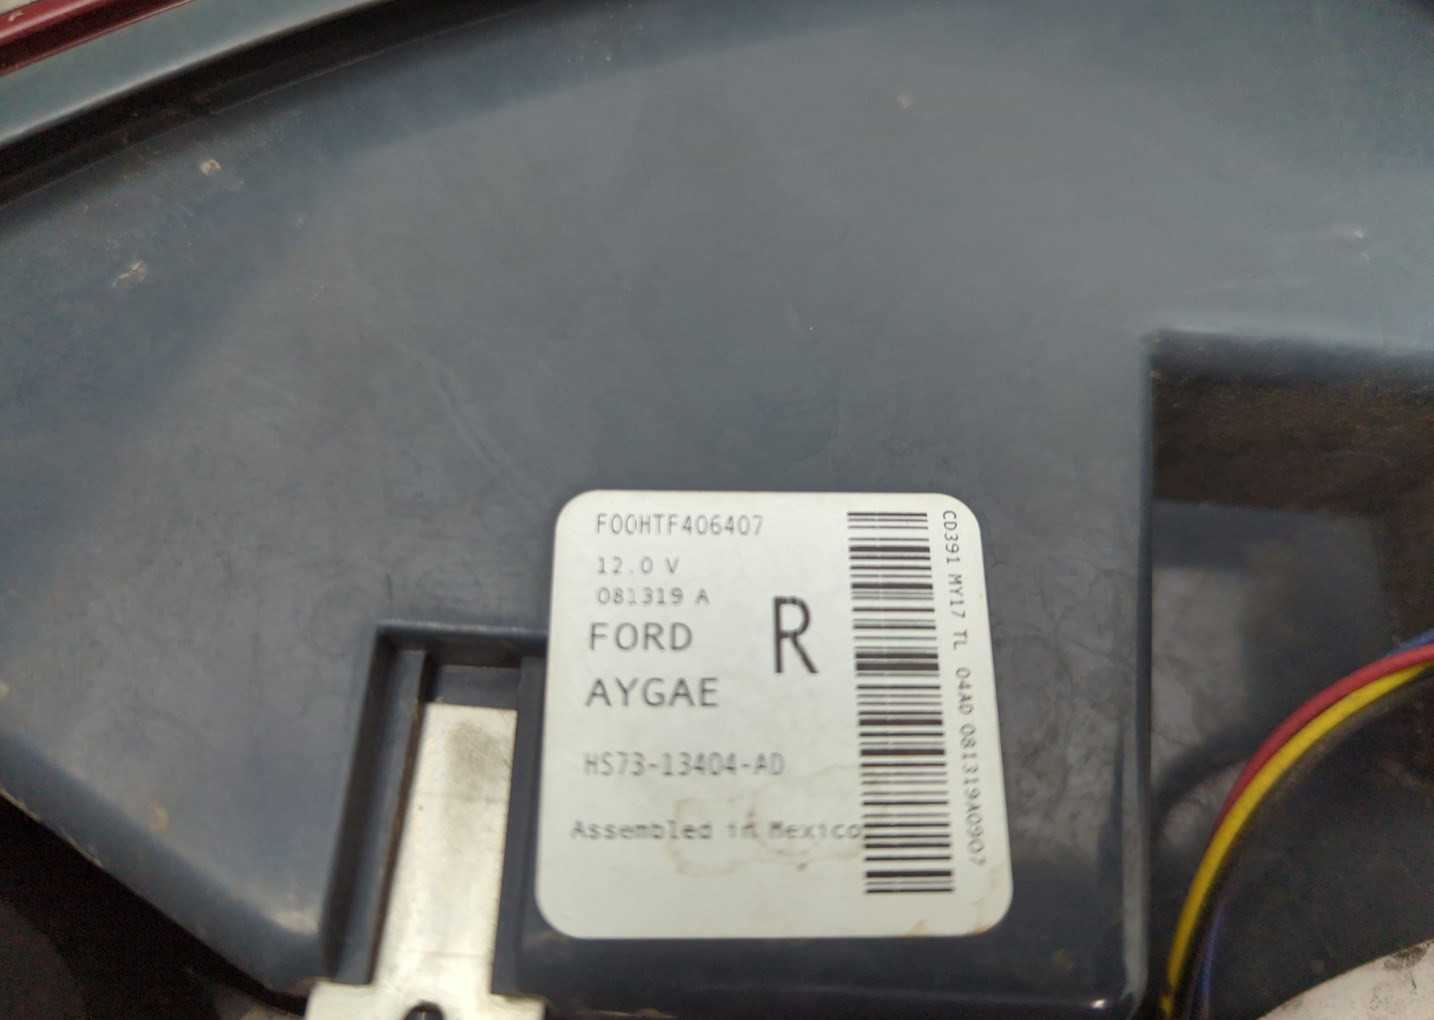 F00HTF406407
12.0 V
081319 A
FORD
R
AYGAE
HS73-13404-AD
Assembled in Mexico
CD391 MY17 TL 04AD 081319A0907